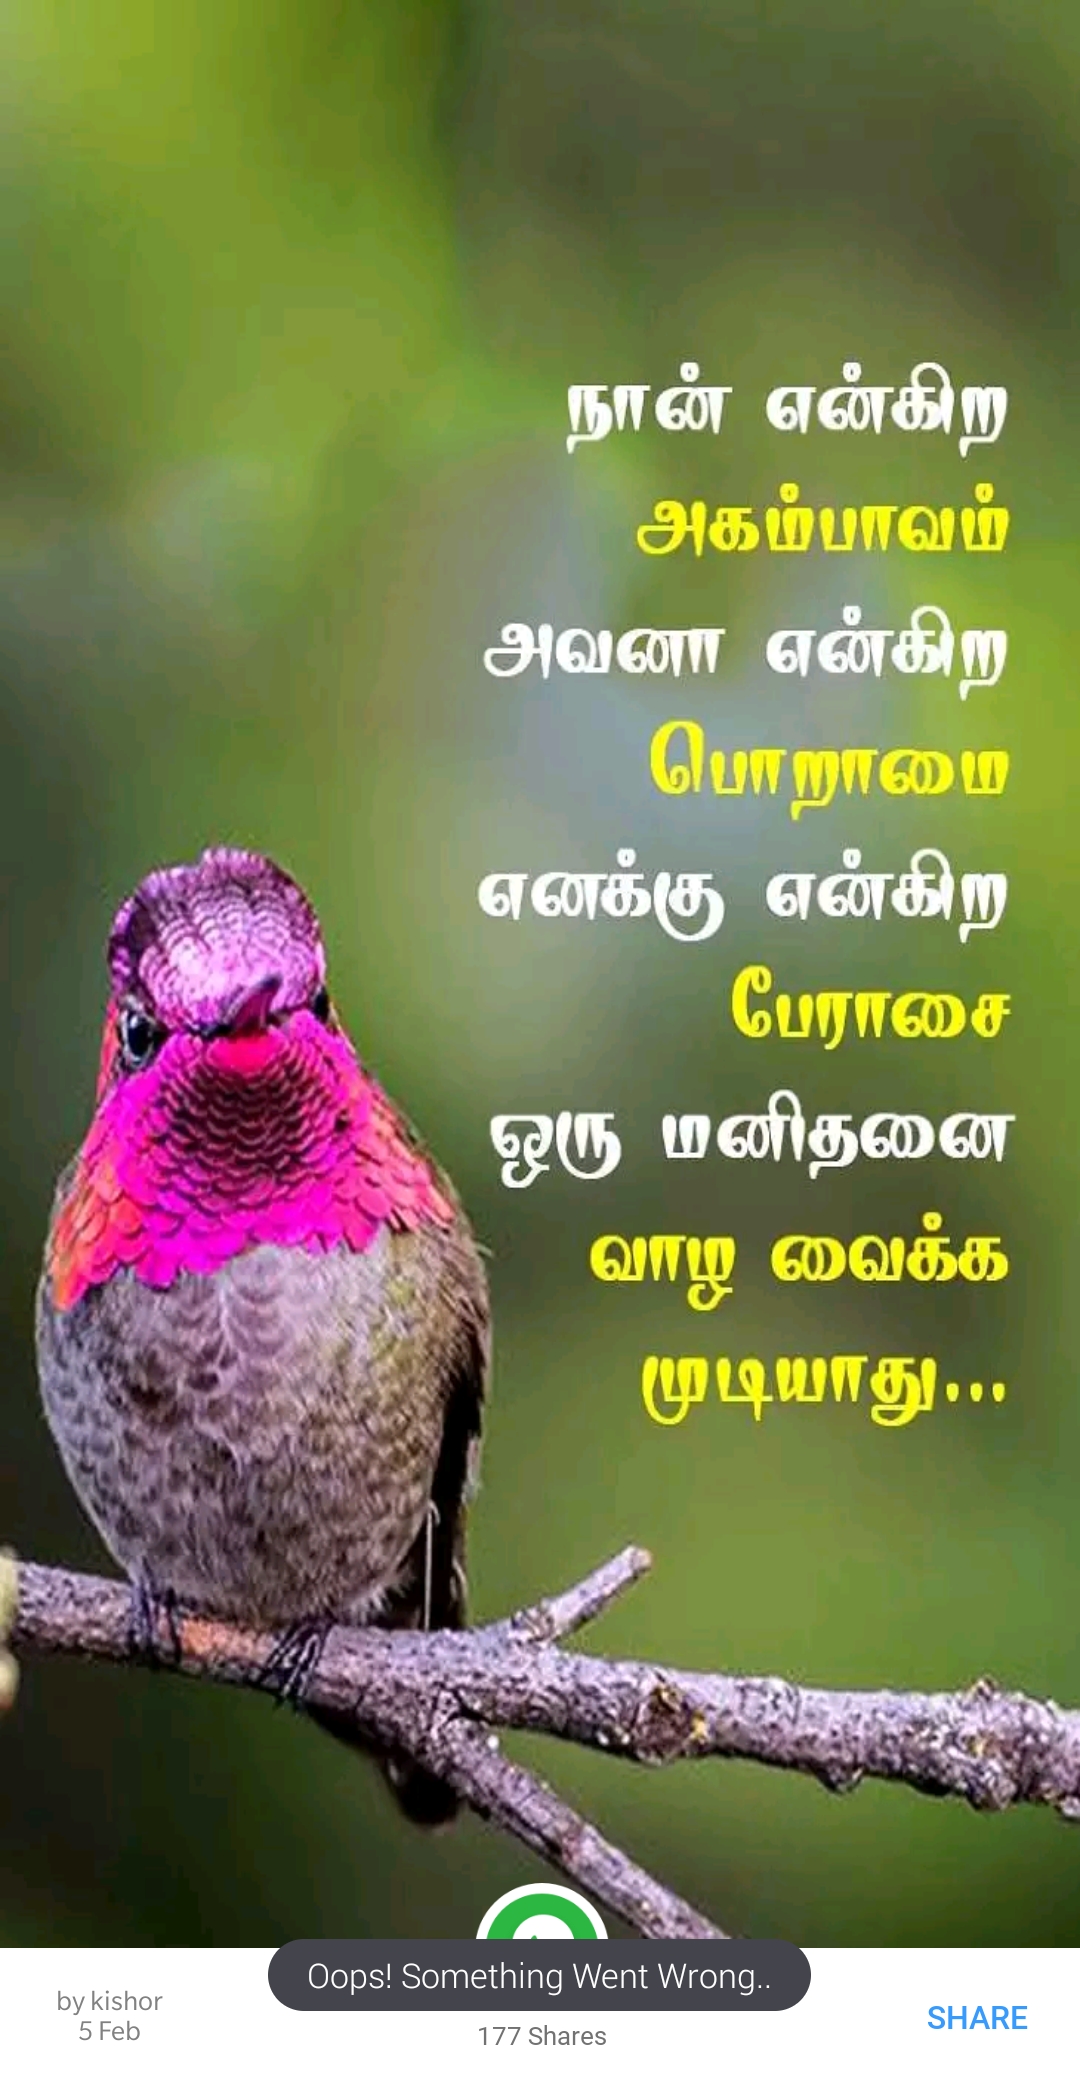 நான் என்கிற
அகம்பாவம்
அவனா என்கிற
பொறாமை
எனக்கு என்கிற
பேராசை
ஒரு மனிதனை
வாழ வைக்க
முடியாது...
Oops! Something Went Wrong..
by kishor
5 Feb
177 Shares
SHARE